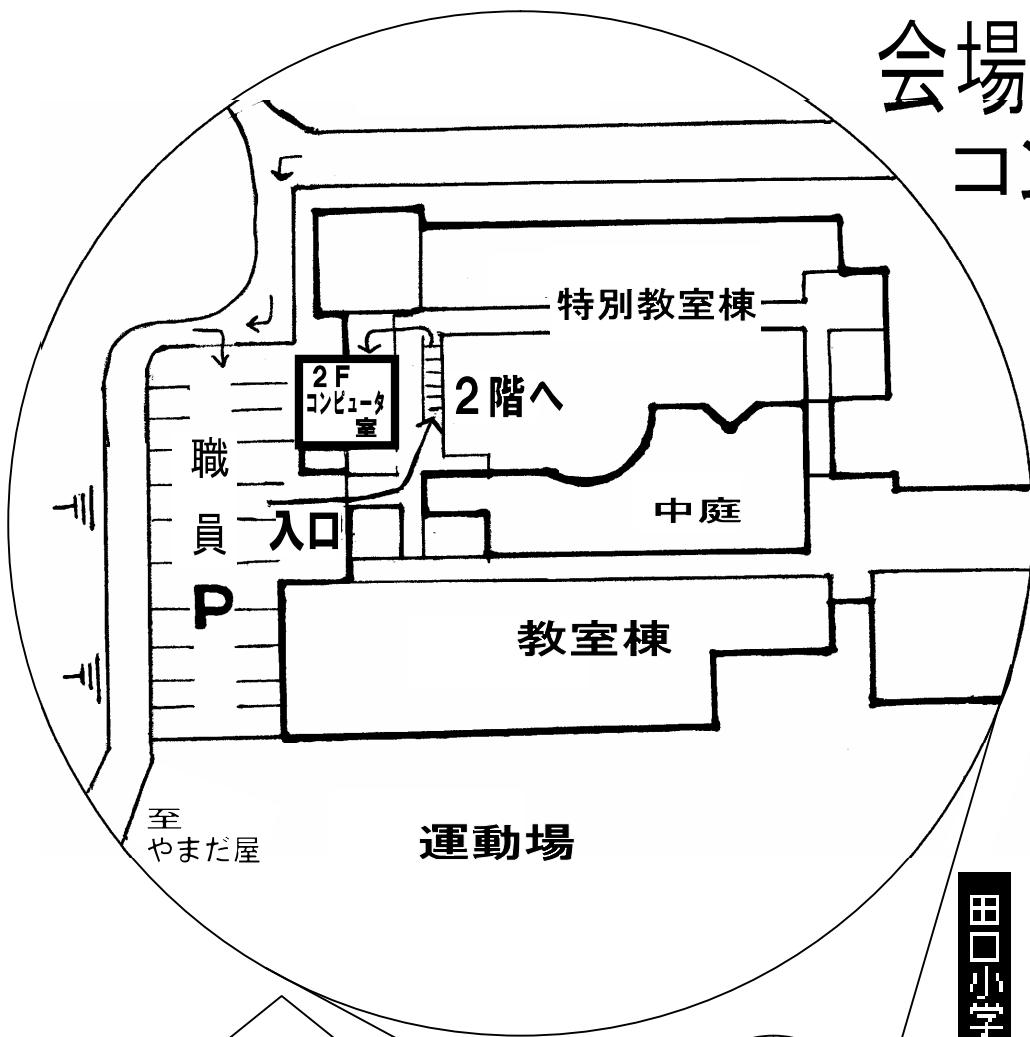 会場
コン
特別教室棟
2F
コンピュータ
室
2階へ
職
員
P
入口
中庭
教室棟
至
やまだ屋
運動場
田口小学